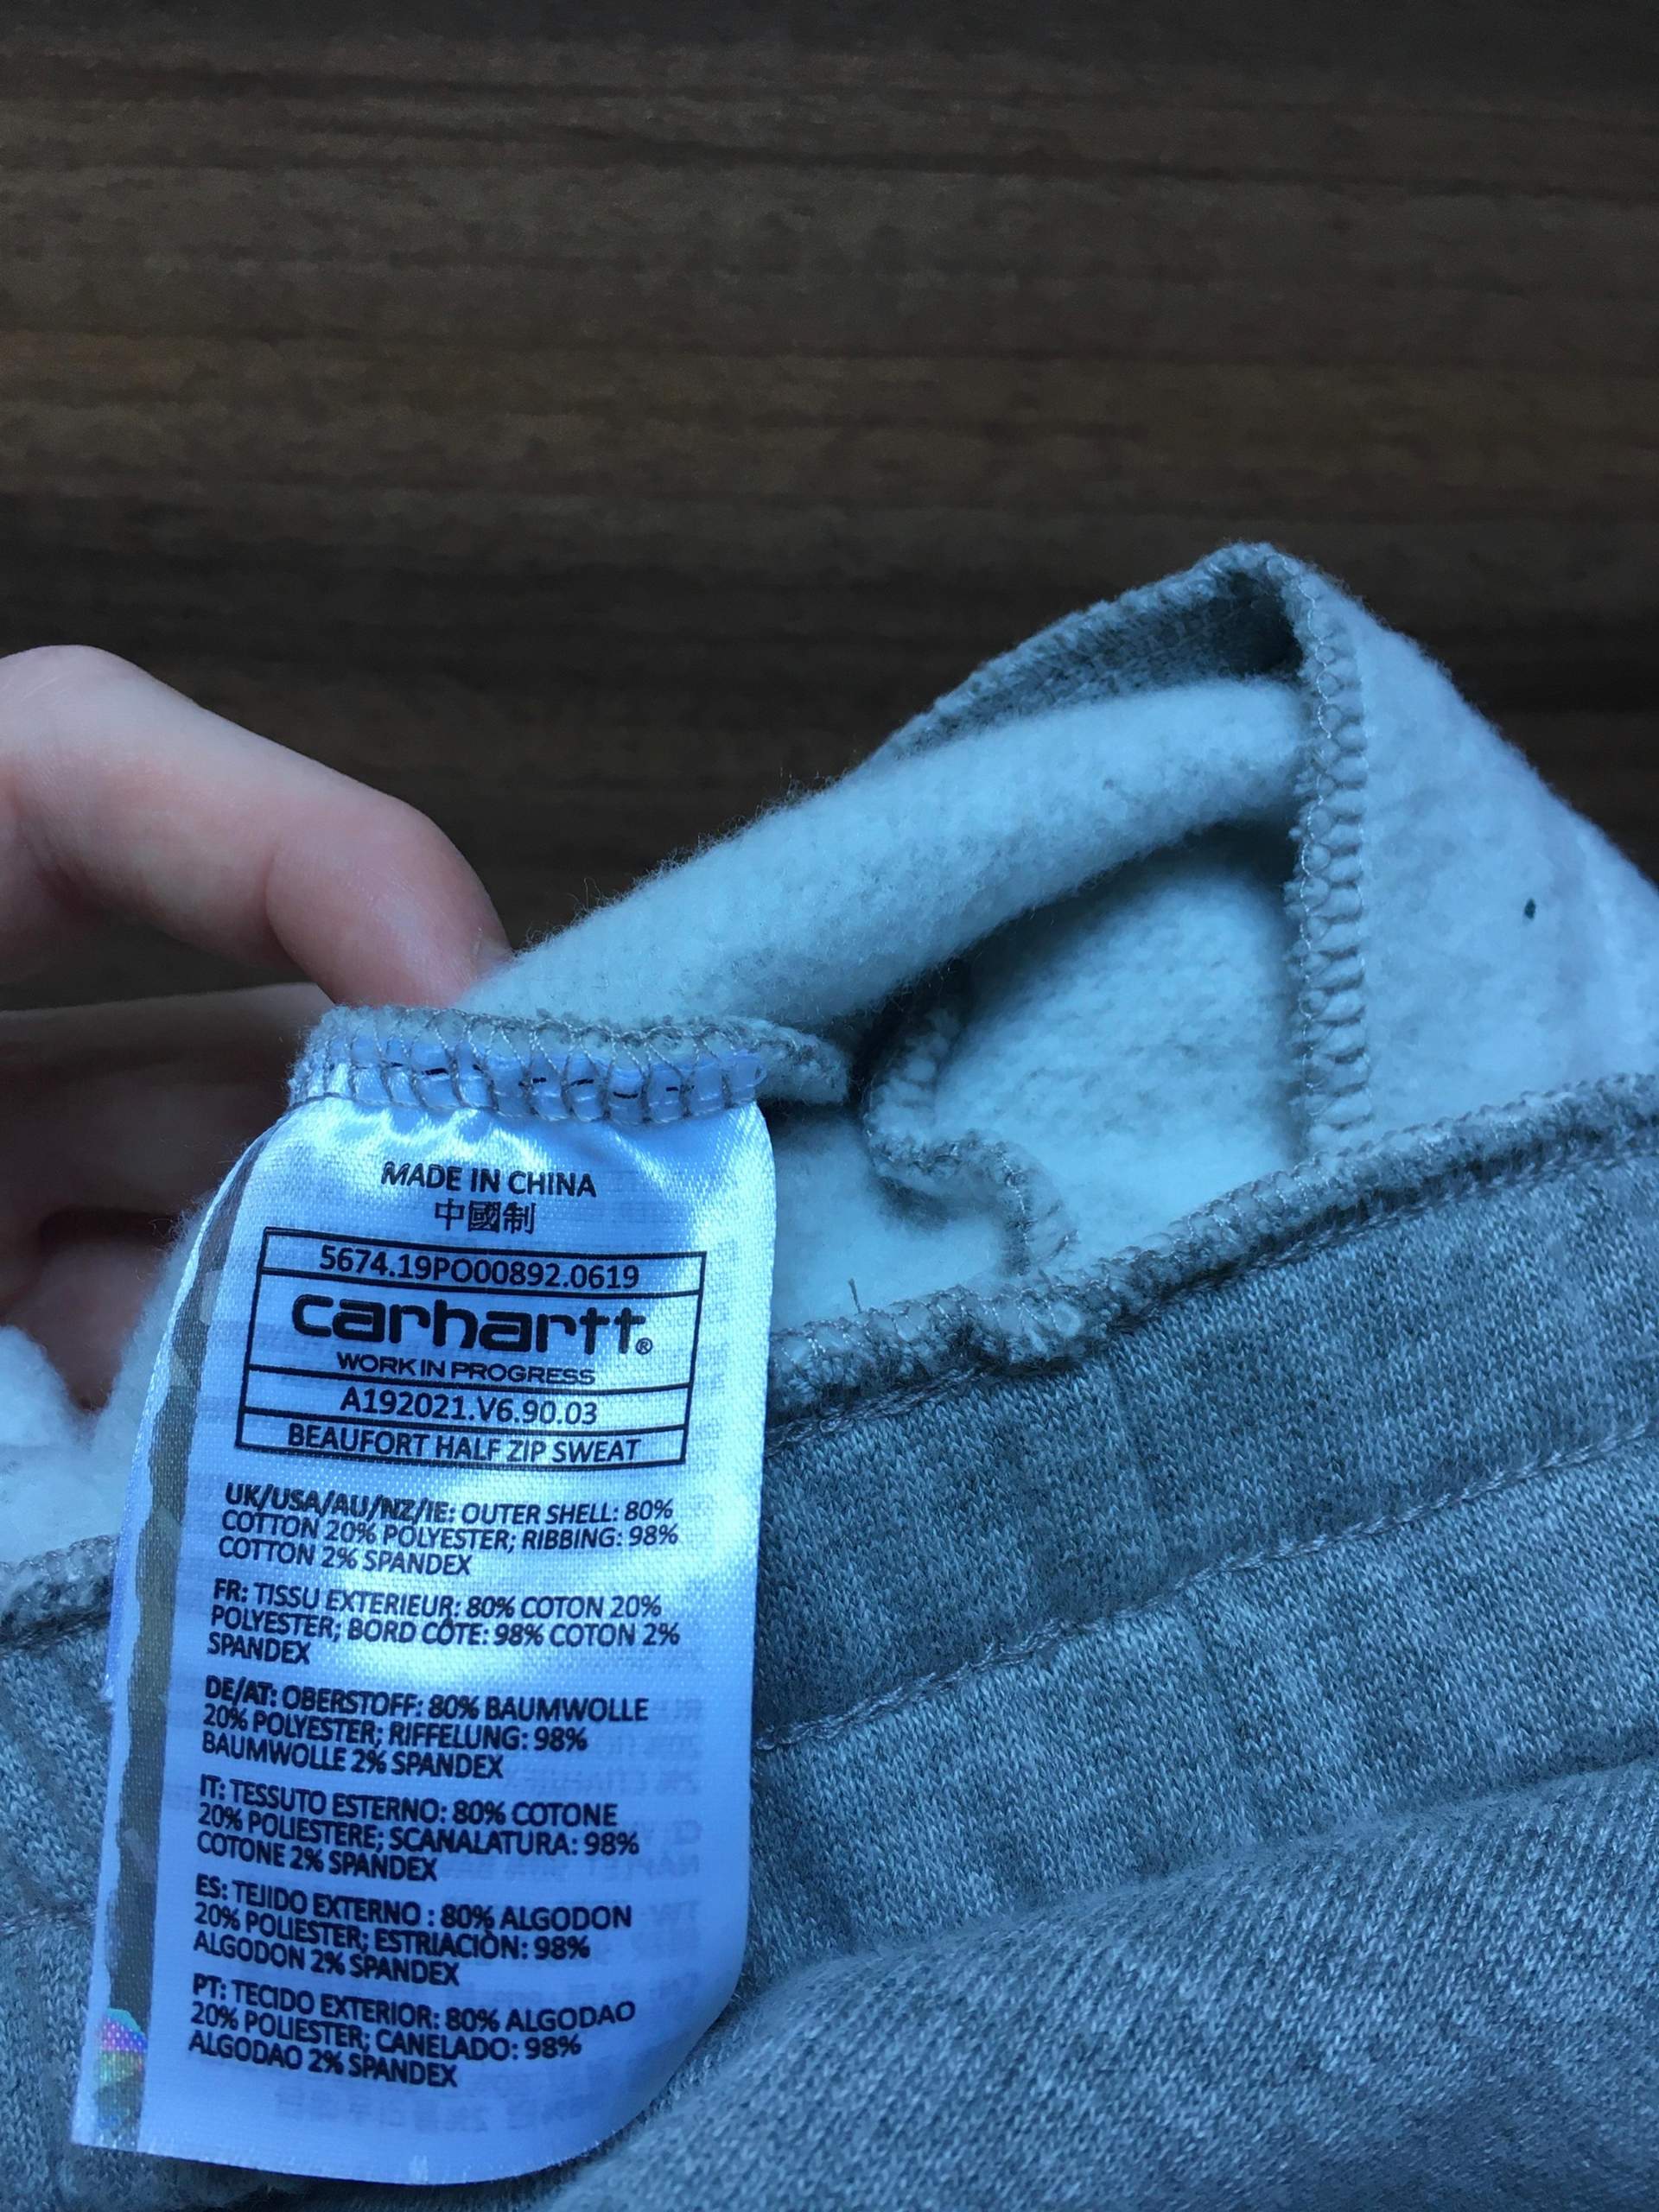 MADE IN CHINA
中國制
5674.19PO00892.0619
carhartt®
WORK IN PROGRESS
A192021.V6.90.03
BEAUFORT HALF ZIP SWEAT
UK/USA/AU/NZ/IE: OUTER SHELL: 80%
COTTON 20% POLYESTER; RIBBING: 98%
COTTON 2% SPANDEX
FR: TISSU EXTERIEUR: 80% COTON 20%
POLYESTER; BORD CÔTE: 98% COTON 2%
SPANDEX
DE/AT: OBERSTOFF: 80% BAUMWOLLE
20% POLYESTER; RIFFELUNG: 98%
BAUMWOLLE 2% SPANDEX
IT: TESSUTO ESTERNO: 80% COTONE
20% POLIESTERE; SCANALATURA: 98%
COTONE 2% SPANDEX
ES: TEJIDO EXTERNO : 80% ALGODON
20% POLIESTER; ESTRIACIÓN: 98%
ALGODON 2% SPANDEX
PT: TECIDO EXTERIOR: 80% ALGODAO
20% POLIESTER; CANELADO: 98%
ALGODAO 2% SPANDEX